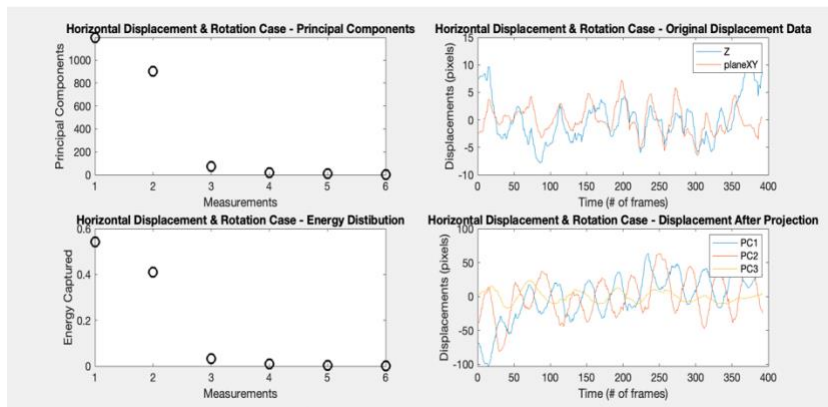 Horizontal Displacement & Rotation Case - Principal Components
Principal Components
1000
800
600
400
200
0
1 2 3 4 5 6
Measurements
Horizontal Displacement & Rotation Case - Original Displacement Data
Displacements (pixels)
15
10
5
0
-5
-10
Z
planeXY
0 50 100 150 200 250 300 350 400
Time (# of frames)
Horizontal Displacement & Rotation Case - Energy Distibution
Energy Captured
0.6
0.4
0.2
0
1 2 3 4 5 6
Measurements
Horizontal Displacement & Rotation Case - Displacement After Projection
Displacements (pixels)
100
50
0
-50
-100
PC1
PC2
PC3
0 50 100 150 200 250 300 350 400
Time (# of frames)